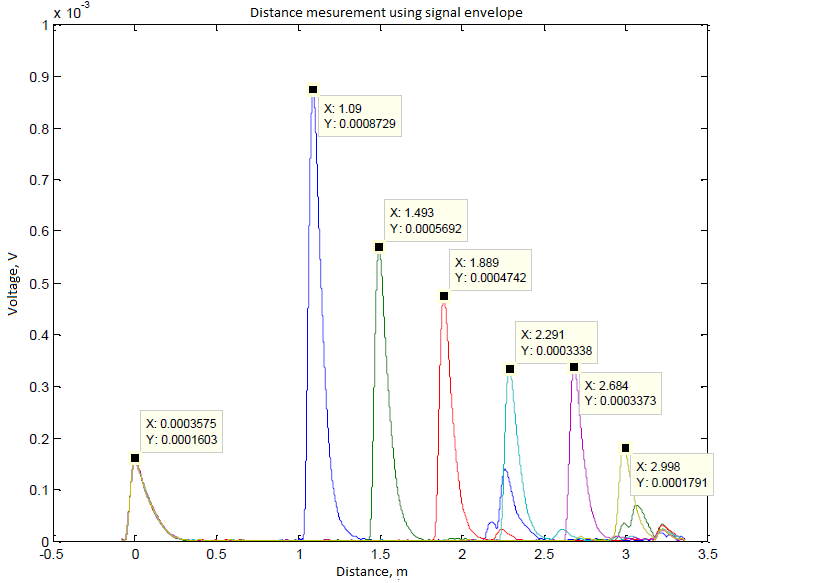 x 10^-3
Distance mesurement using signal envelope
1
0.9
0.8
0.7
0.6
0.5
0.4
0.3
0.2
0.1
0
Voltage, V
X: 1.09
Y: 0.0008729
X: 1.493
Y: 0.0005692
X: 1.889
Y: 0.0004742
X: 2.291
Y: 0.0003338
X: 2.684
Y: 0.0003373
X: 0.0003575
Y: 0.0001603
X: 2.998
Y: 0.0001791
-0.5 0 0.5 1 1.5 2 2.5 3 3.5
Distance, m